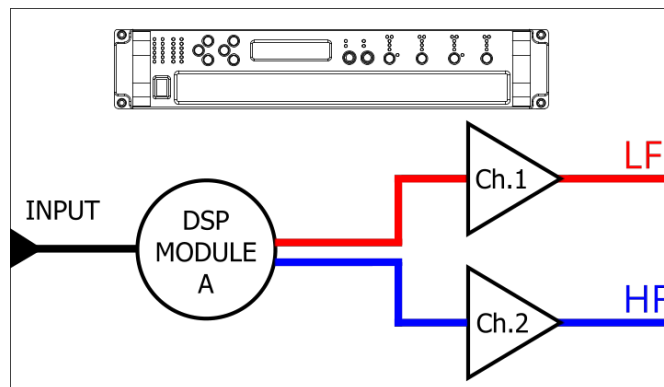 INPUT
DSP
MODULE
A
Ch.1
LF
Ch.2
HF